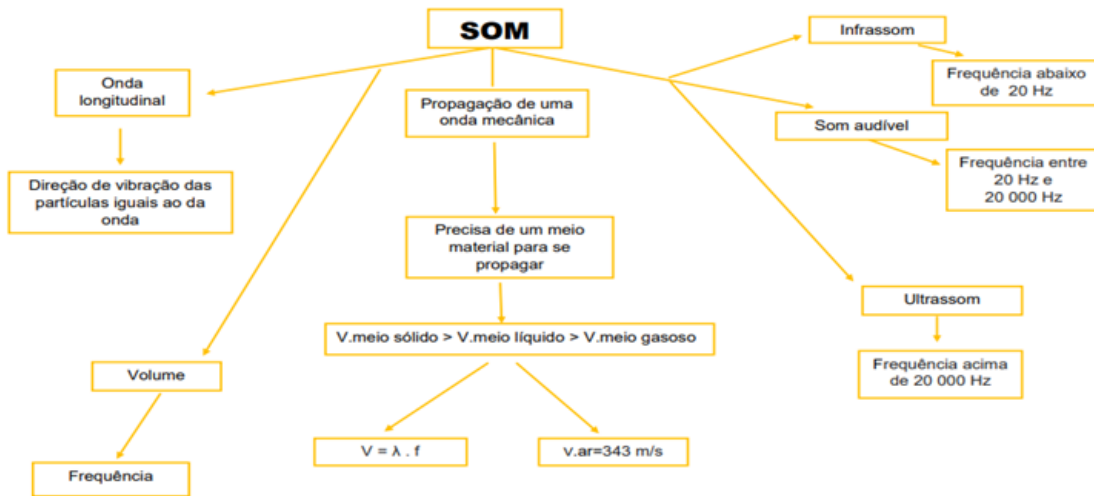 SOM
Onda
longitudinal
Direção de vibração das
partículas iguais ao da
onda
Volume
Frequência
Propagação de uma
onda mecânica
Precisa de um meio
material para se
propagar
V.meio sólido > V.meio líquido > V.meio gasoso
V = λ . f
v.ar=343 m/s
Infrassom
Frequência abaixo
de 20 Hz
Som audível
Frequência entre
20 Hz e
20 000 Hz
Ultrassom
Frequência acima
de 20 000 Hz